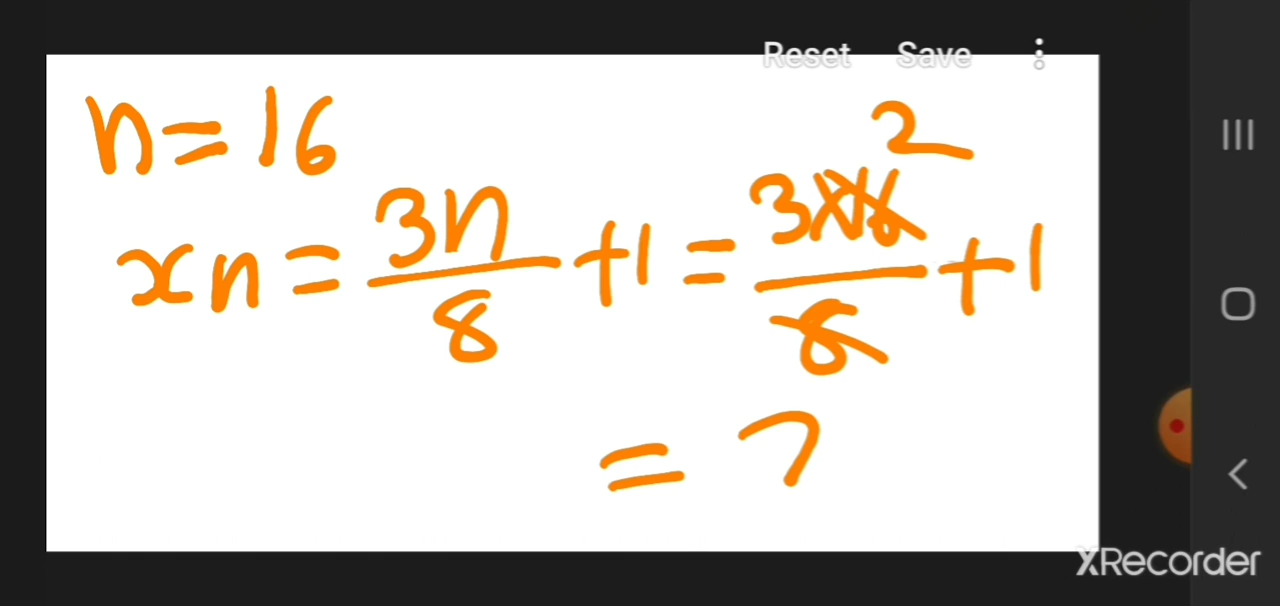 Reset Save
n=16
xn = 3n/8 +1 = 3×16/8 +1
2
= 7
XRecorder